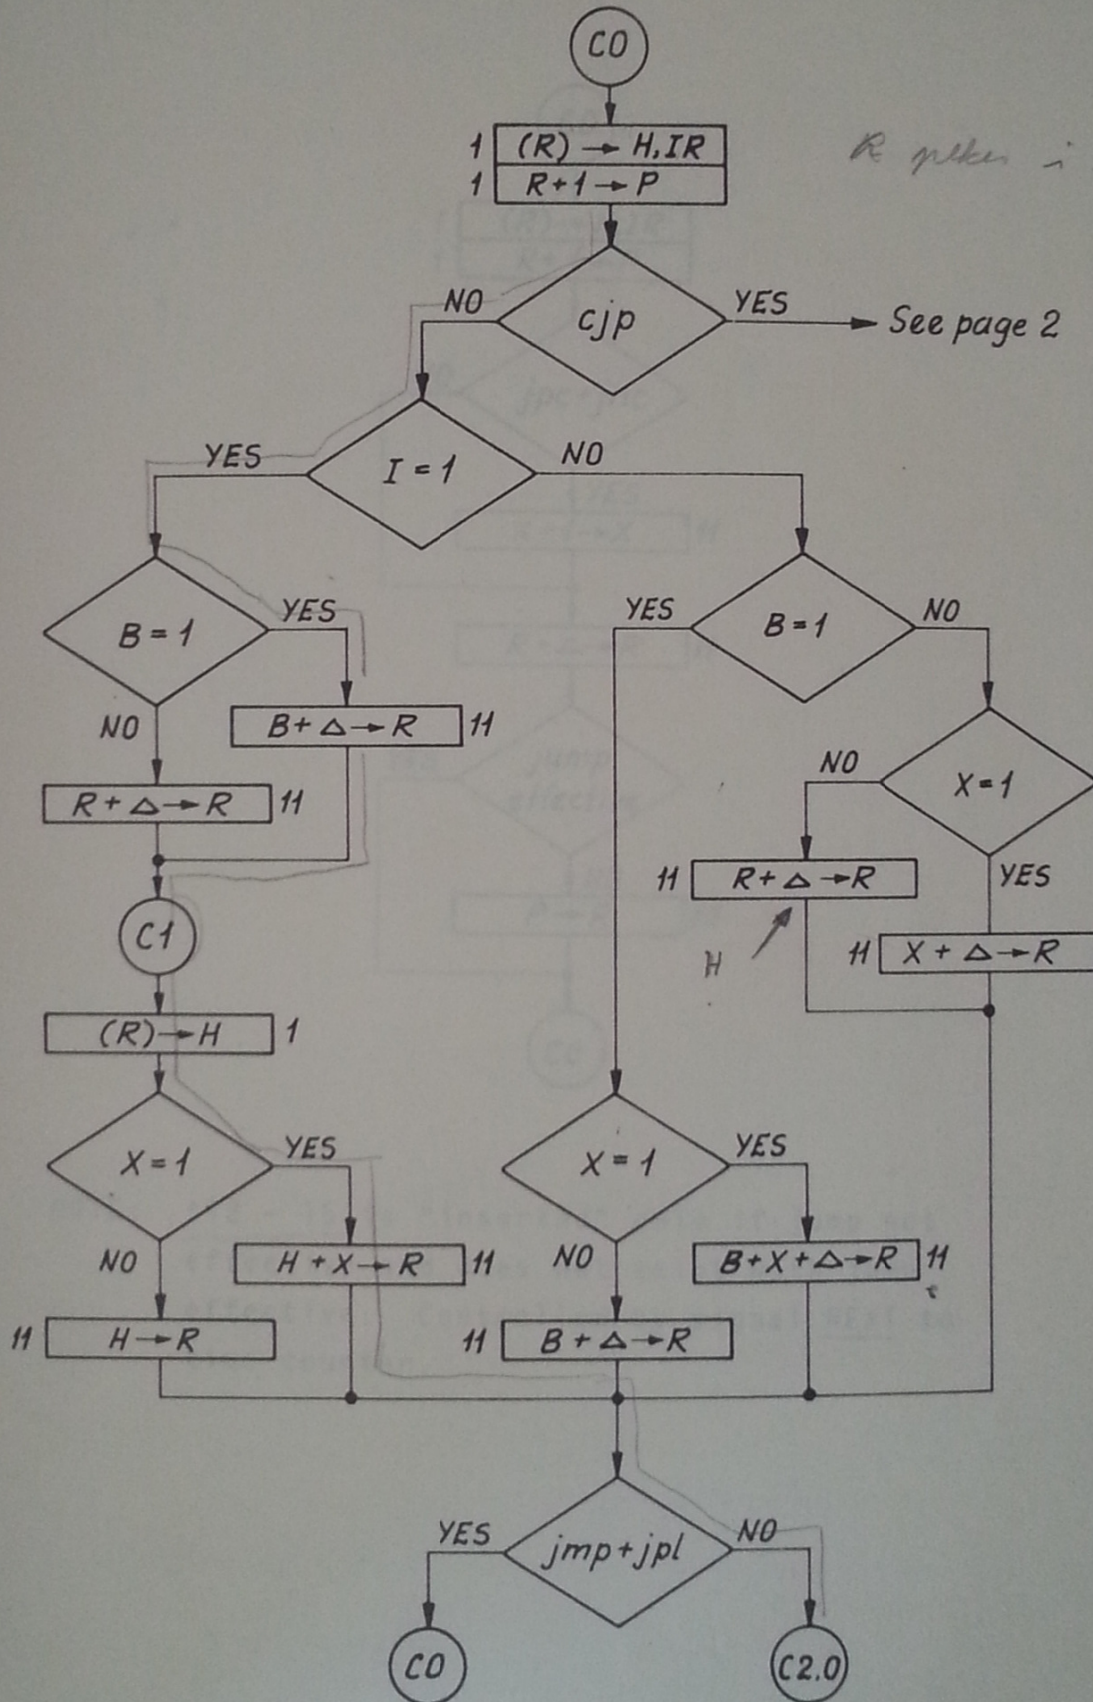 C0
1 (R) → H, IR
1 R+1 → P
R
cjp
NO
YES
See page 2
I = 1
YES
NO
B = 1
YES
NO
B+ Δ → R 11
R + Δ → R 11
B=1
YES
NO
X=1
NO
YES
11 R+ Δ → R
H
11 X + Δ → R
C1
(R) → H 1
X = 1
YES
NO
H + X → R 11
11 H → R
X = 1
YES
NO
B+X+Δ → R 11
11 B + Δ → R
jmp+jpl
YES
NO
C0
C2.0